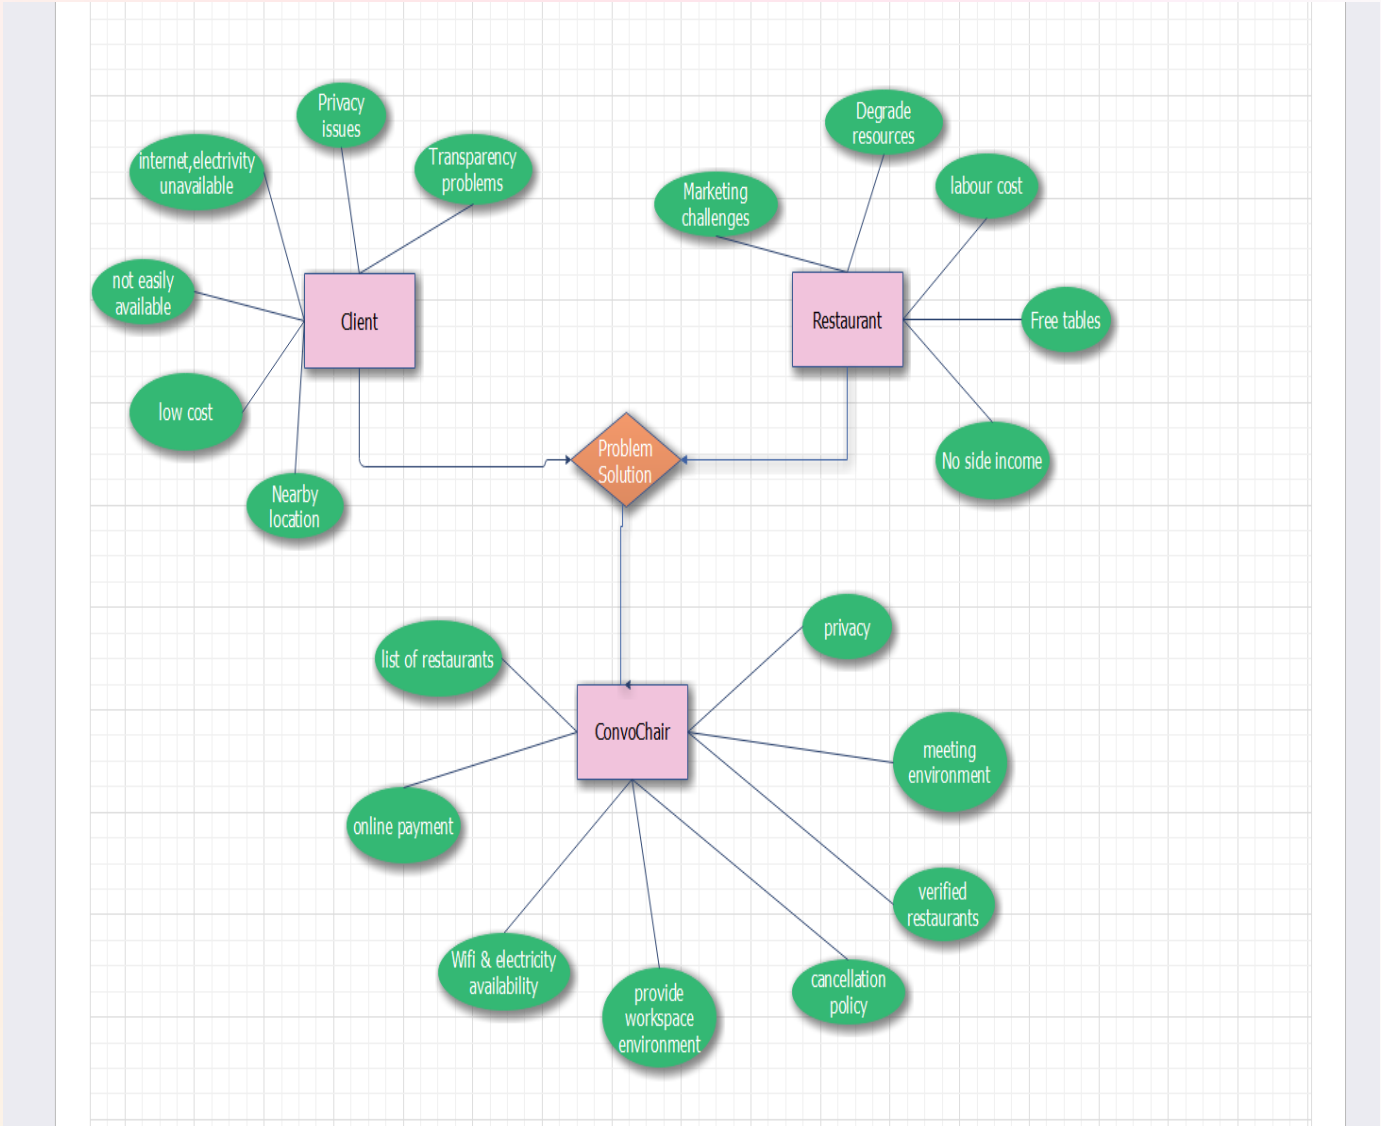 Privacy
issues
internet,electrivity
unavailable
Transparency
problems
not easily
available
Client
low cost
Nearby
location
Degrade
resources
Marketing
challenges
labour cost
Restaurant
Free tables
No side income
Problem
Solution
list of restaurants
privacy
ConvoChair
meeting
environment
online payment
verified
restaurants
Wifi & electricity
availability
provide
workspace
environment
cancellation
policy